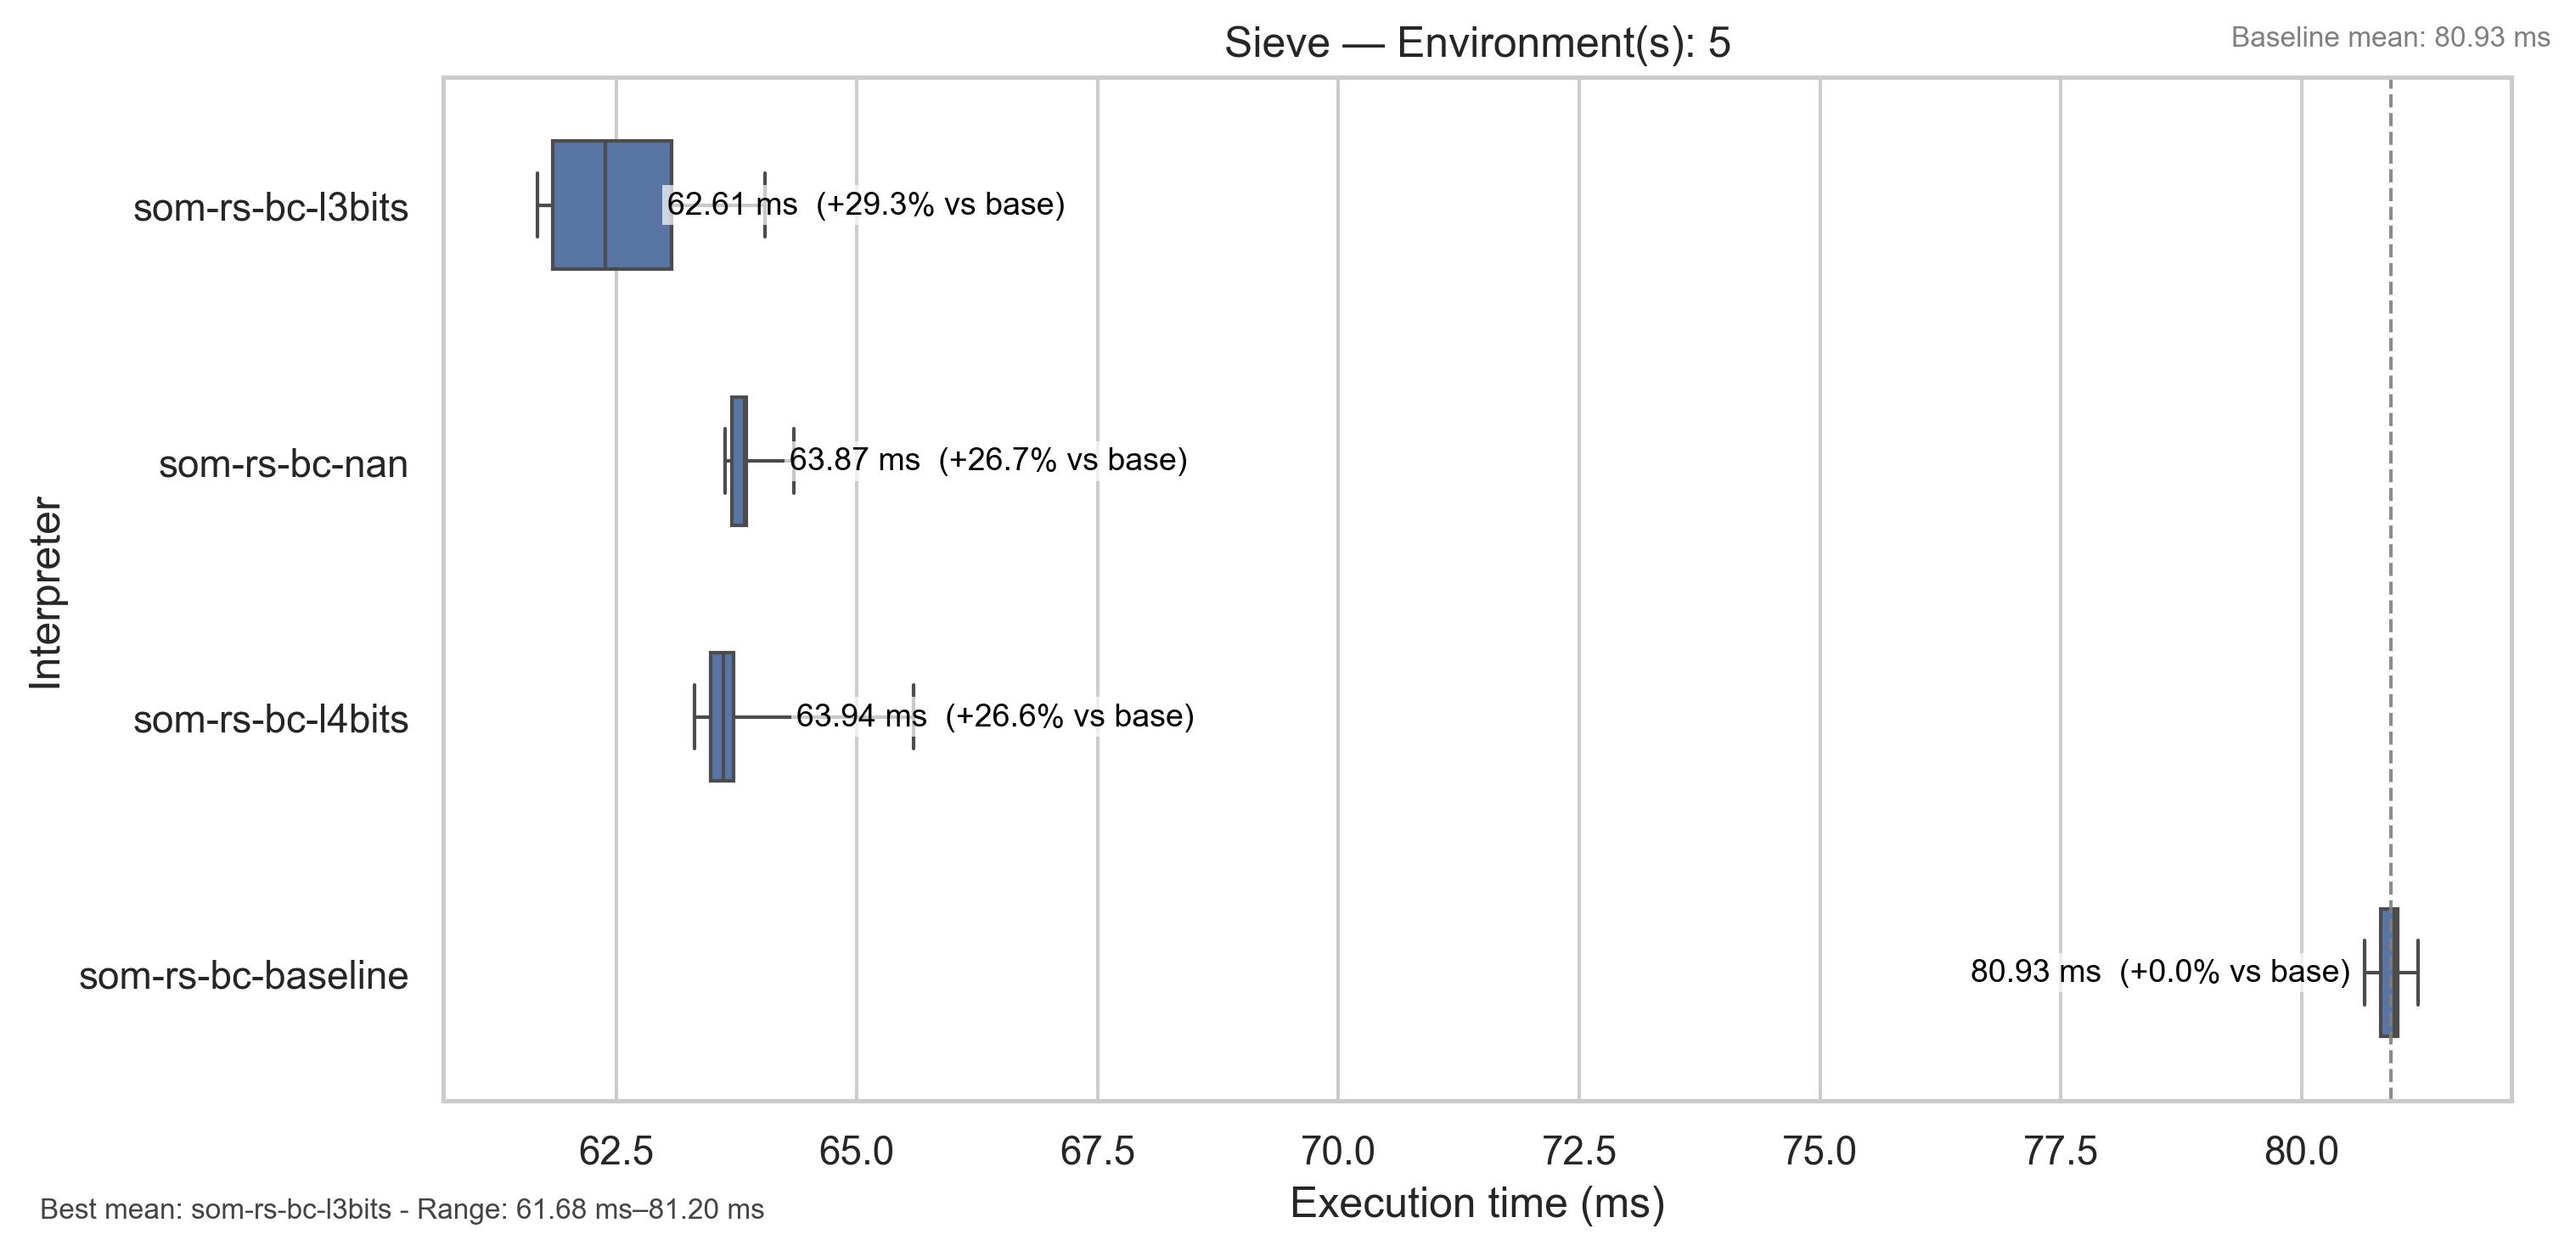 Sieve — Environment(s): 5
Baseline mean: 80.93 ms
som-rs-bc-l3bits
62.61 ms (+29.3% vs base)
som-rs-bc-nan
63.87 ms (+26.7% vs base)
Interpreter
som-rs-bc-l4bits
63.94 ms (+26.6% vs base)
som-rs-bc-baseline
80.93 ms (+0.0% vs base)
62.5 65.0 67.5 70.0 72.5 75.0 77.5 80.0
Execution time (ms)
Best mean: som-rs-bc-l3bits - Range: 61.68 ms–81.20 ms